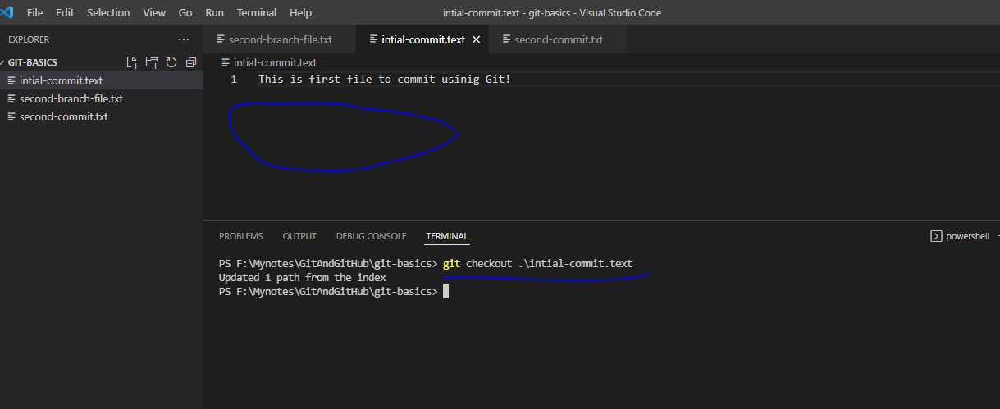 File Edit Selection View Go Run Terminal Help
intial-commit.text - git-basics - Visual Studio Code
EXPLORER
GIT-BASICS
intial-commit.text
second-branch-file.txt
second-commit.txt
second-branch-file.txt intial-commit.text second-commit.txt
intial-commit.text
1 This is first file to commit usinig Git!
PROBLEMS OUTPUT DEBUG CONSOLE TERMINAL
powershell
PS F:\Mynotes\GitAndGitHub\git-basics> git checkout .\intial-commit.text
Updated 1 path from the index
PS F:\Mynotes\GitAndGitHub\git-basics>